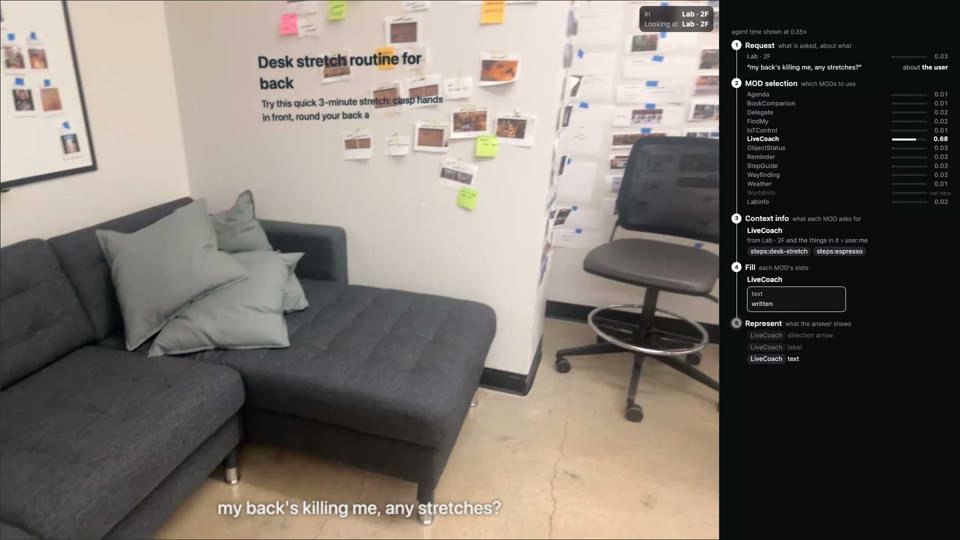 In Lab · 2F
Looking at Lab · 2F
Desk stretch routine for
back
Try this quick 3-minute stretch: clasp hands
in front, round your back a
my back's killing me, any stretches?
agent time shown at 0.35×
1 Request what is asked, about what
Lab · 2F 0.03
"my back's killing me, any stretches?" about the user
2 MOD selection which MODs to use
Agenda 0.01
BookCompanion 0.01
Delegate 0.02
FindMy 0.02
IoTControl 0.01
LiveCoach 0.68
ObjectStatus 0.03
Reminder 0.03
StepGuide 0.03
Wayfinding 0.02
Weather 0.01
WorldInfo not here
LabInfo 0.02
3 Context info what each MOD asks for
LiveCoach
from Lab · 2F and the things in it › user:me
steps:desk-stretch steps:espresso
4 Fill each MOD's slots
LiveCoach
text
written
5 Represent what the answer shows
LiveCoach direction arrow
LiveCoach label
LiveCoach text